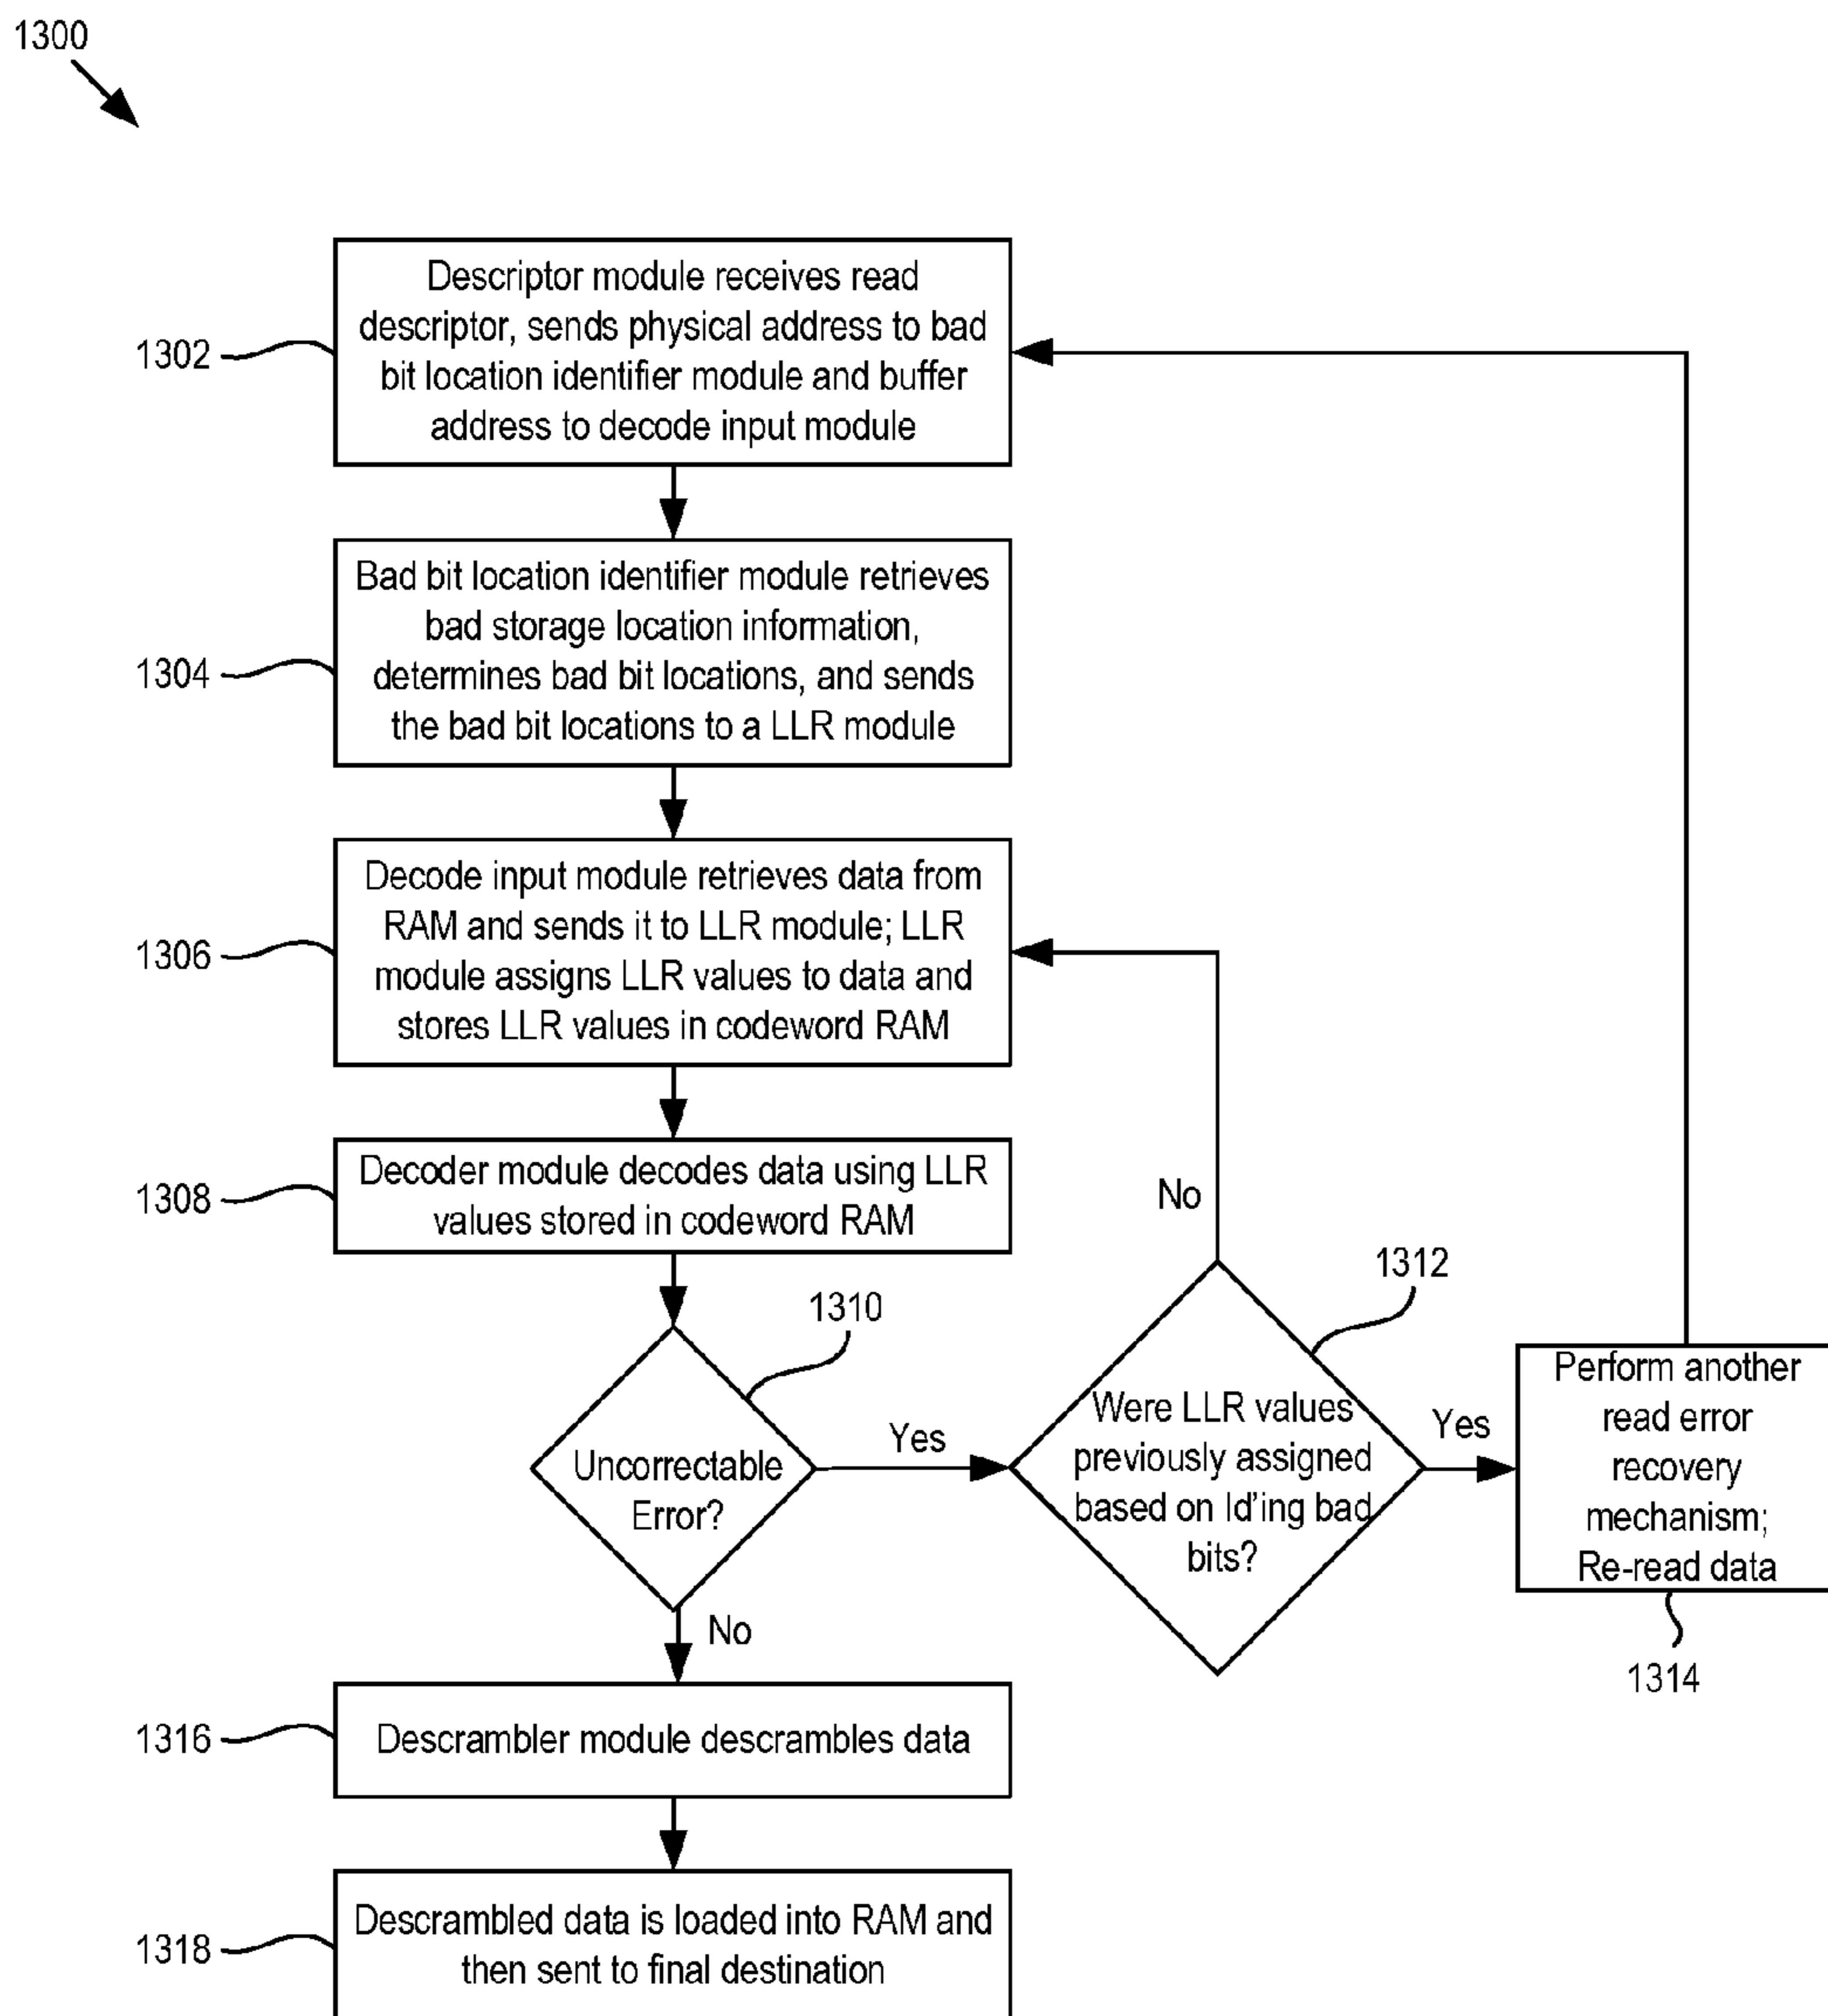 1300
Descriptor module receives read
descriptor, sends physical address to bad
bit location identifier module and buffer
address to decode input module
1302
Bad bit location identifier module retrieves
bad storage location information,
determines bad bit locations, and sends
the bad bit locations to a LLR module
1304
Decode input module retrieves data from
RAM and sends it to LLR module; LLR
module assigns LLR values to data and
stores LLR values in codeword RAM
1306
Decoder module decodes data using LLR
values stored in codeword RAM
1308
1310
Uncorrectable
Error?
Yes
No
1312
Were LLR values
previously assigned
based on Id'ing bad
bits?
No
Yes
Perform another
read error
recovery
mechanism;
Re-read data
1314
Descrambler module descrambles data
1316
Descrambled data is loaded into RAM and
then sent to final destination
1318